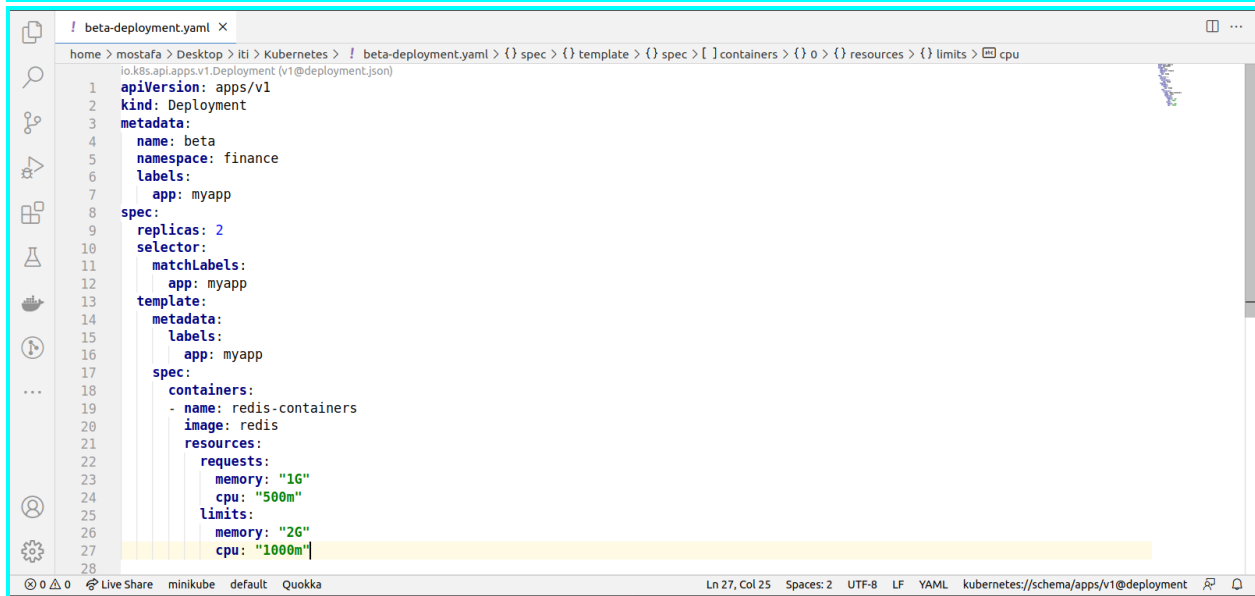 ! beta-deployment.yaml ×
home > mostafa > Desktop > iti > Kubernetes > ! beta-deployment.yaml > {} spec > {} template > {} spec > [ ] containers > {} 0 > {} resources > {} limits > abc cpu
io.k8s.api.apps.v1.Deployment (v1@deployment.json)
1 apiVersion: apps/v1
2 kind: Deployment
3 metadata:
4   name: beta
5   namespace: finance
6   labels:
7     app: myapp
8 spec:
9   replicas: 2
10   selector:
11     matchLabels:
12       app: myapp
13   template:
14     metadata:
15       labels:
16         app: myapp
17     spec:
18       containers:
19       - name: redis-containers
20         image: redis
21         resources:
22           requests:
23             memory: "1G"
24             cpu: "500m"
25           limits:
26             memory: "2G"
27             cpu: "1000m"
28
0 0 Live Share minikube default Quokka Ln 27, Col 25 Spaces: 2 UTF-8 LF YAML kubernetes://schema/apps/v1@deployment